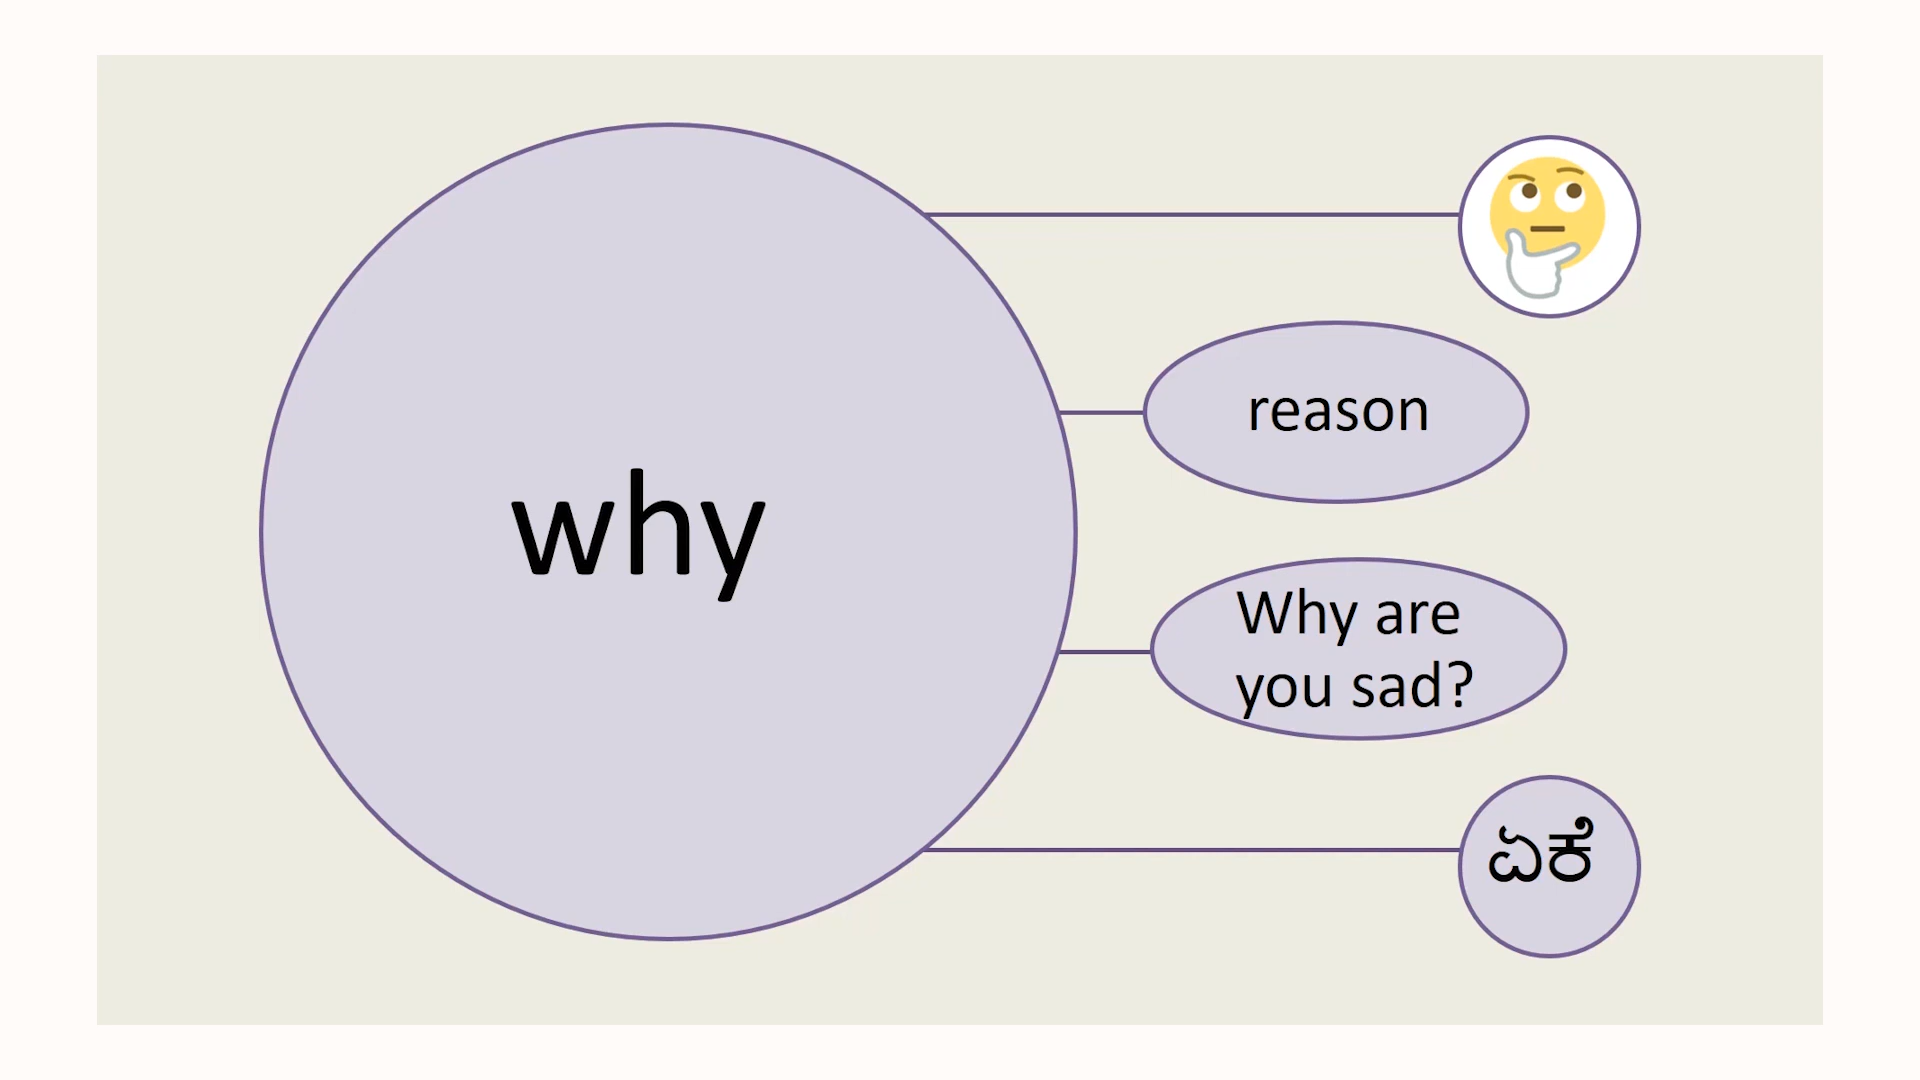 why
reason
Why are
you sad?
ಏಕೆ